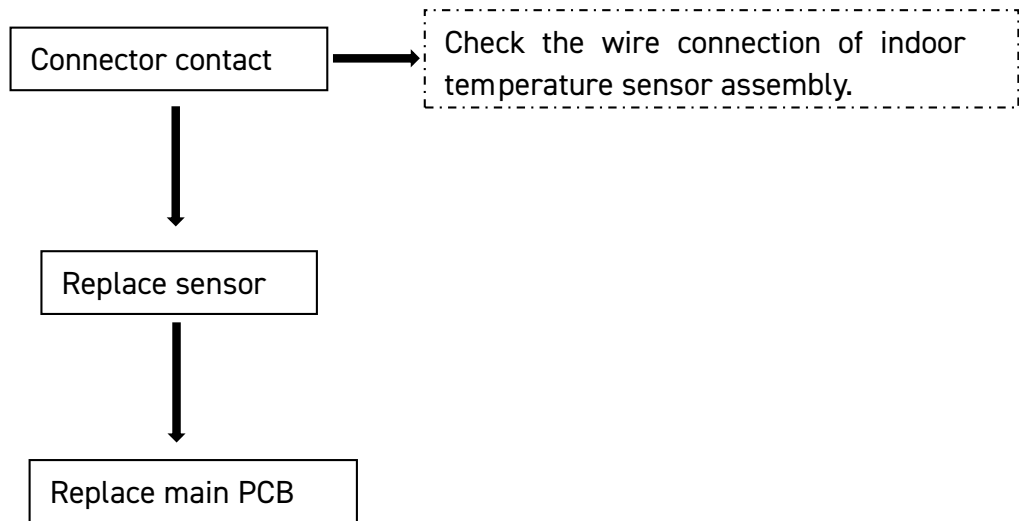 Connector contact
Check the wire connection of indoor
temperature sensor assembly.
Replace sensor
Replace main PCB